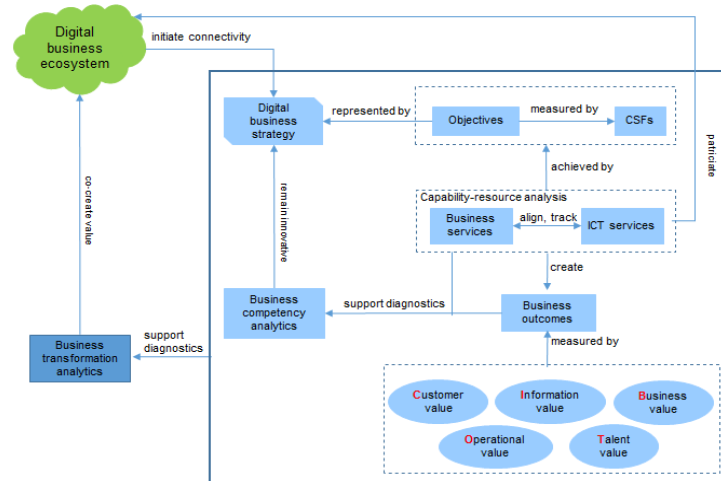 Digital
business
ecosystem
initiate connectivity
Digital
business
strategy
represented by
Objectives
measured by
CSFs
patriciate
achieved by
Capability-resource analysis
Business
services
align, track
ICT services
co-create value
remain innovative
create
Business
competency
analytics
support diagnostics
Business
outcomes
Business
transformation
analytics
support
diagnostics
measured by
Customer
value
Information
value
Business
value
Operational
value
Talent
value